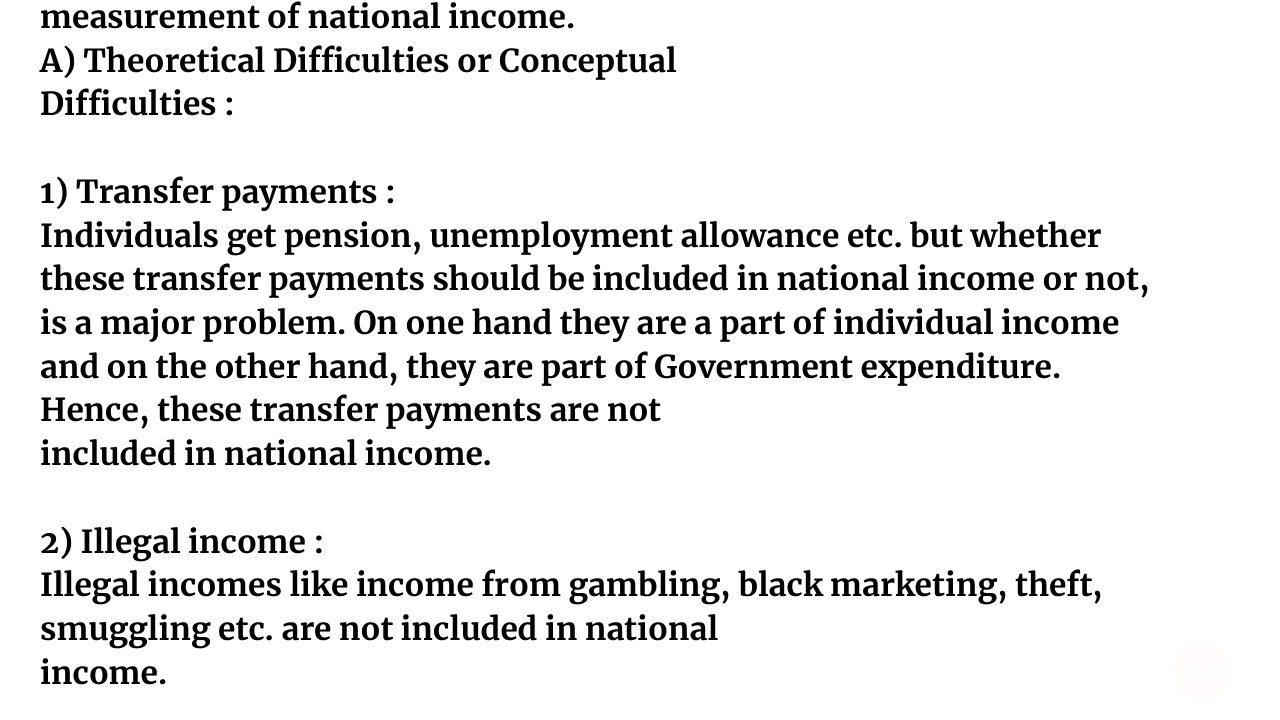 measurement of national income.
A) Theoretical Difficulties or Conceptual
Difficulties :
1) Transfer payments :
Individuals get pension, unemployment allowance etc. but whether
these transfer payments should be included in national income or not,
is a major problem. On one hand they are a part of individual income
and on the other hand, they are part of Government expenditure.
Hence, these transfer payments are not
included in national income.
2) Illegal income :
Illegal incomes like income from gambling, black marketing, theft,
smuggling etc. are not included in national
income.